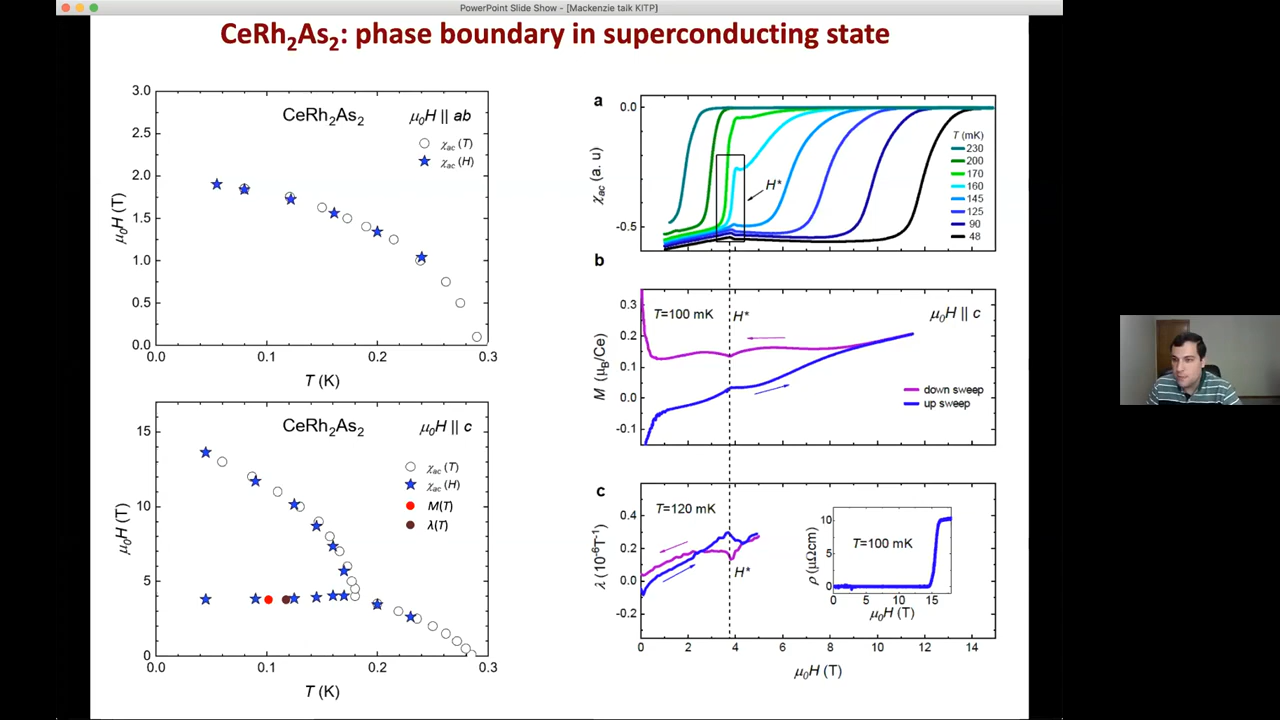 PowerPoint Slide Show - [Mackenzie talk KITP]
CeRh₂As₂: phase boundary in superconducting state
3.0
2.5
2.0
1.5
1.0
0.5
0.0
μ₀H (T)
CeRh₂As₂
μ₀H || ab
χac (T)
χac (H)
0.0
0.1
0.2
0.3
T (K)
15
10
5
0
μ₀H (T)
CeRh₂As₂
μ₀H || c
χac (T)
χac (H)
M(T)
λ(T)
0.0
0.1
0.2
0.3
T (K)
a
0.0
-0.5
χac (a. u)
H*
T (mK)
230
200
170
160
145
125
90
48
b
0.3
0.2
0.1
0.0
-0.1
M (μB/Ce)
T=100 mK
H*
μ₀H || c
down sweep
up sweep
c
0.4
0.2
0.0
-0.2
λ (10⁻⁶T⁻¹)
T=120 mK
H*
10
5
0
ρ (μΩcm)
T=100 mK
0
5
10
15
μ₀H (T)
0
2
4
6
8
10
12
14
μ₀H (T)